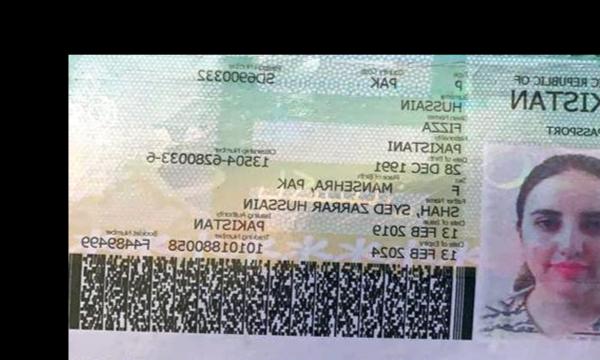 REPUBLIC OF
KISTAN
PASSPORT
Type Country Code Passport Number
P PAK SD6900332
Surname
HUSSAIN
Given Names
FIZZA
Nationality
PAKISTANI
Date of Birth Citizenship Number
28 DEC 1991 13504-6280033-6
Sex Place of Birth
F MANSEHRA, PAK
Father Name
SHAH, SYED ZARRAR HUSSAIN
Date of Issue Issuing Authority
13 FEB 2019 PAKISTAN
Date of Expiry Tracking Number Booklet Number
13 FEB 2024 10101880058 F4489499